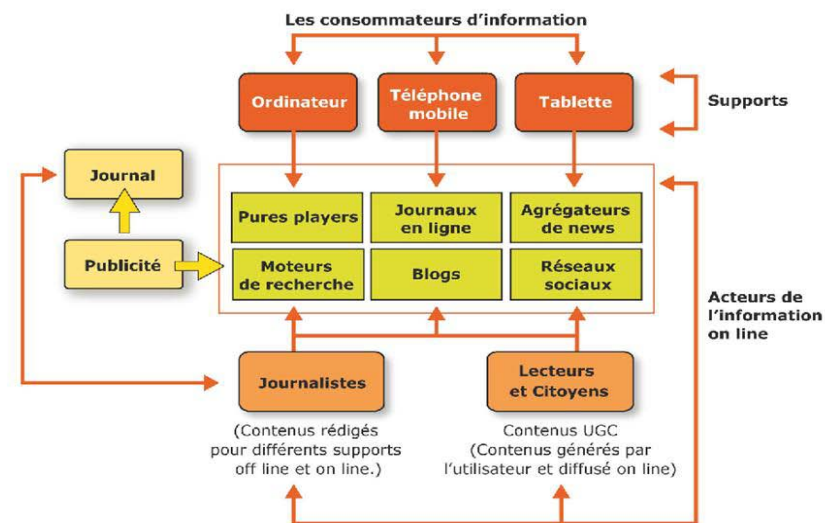 Les consommateurs d'information
Ordinateur
Téléphone
mobile
Tablette
Supports
Journal
Publicité
Pures players
Journaux
en ligne
Agrégateurs
de news
Moteurs
de recherche
Blogs
Réseaux
sociaux
Acteurs de
l'information
on line
Journalistes
Lecteurs
et Citoyens
(Contenus rédigés
pour différents supports
off line et on line.)
Contenus UGC
(Contenus générés par
l'utilisateur et diffusé on line)